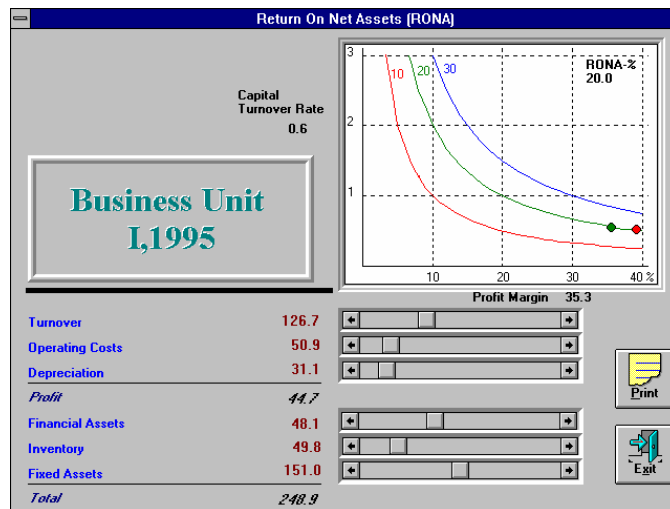 Return On Net Assets (RONA)
Capital
Turnover Rate
0.6
Business Unit
I,1995
3
2
1
10
20
30
RONA-%
20.0
10 20 30 40 %
Profit Margin 35.3
Turnover 126.7
Operating Costs 50.9
Depreciation 31.1
Profit 44.7
Financial Assets 48.1
Inventory 49.8
Fixed Assets 151.0
Total 248.9
Print
Exit